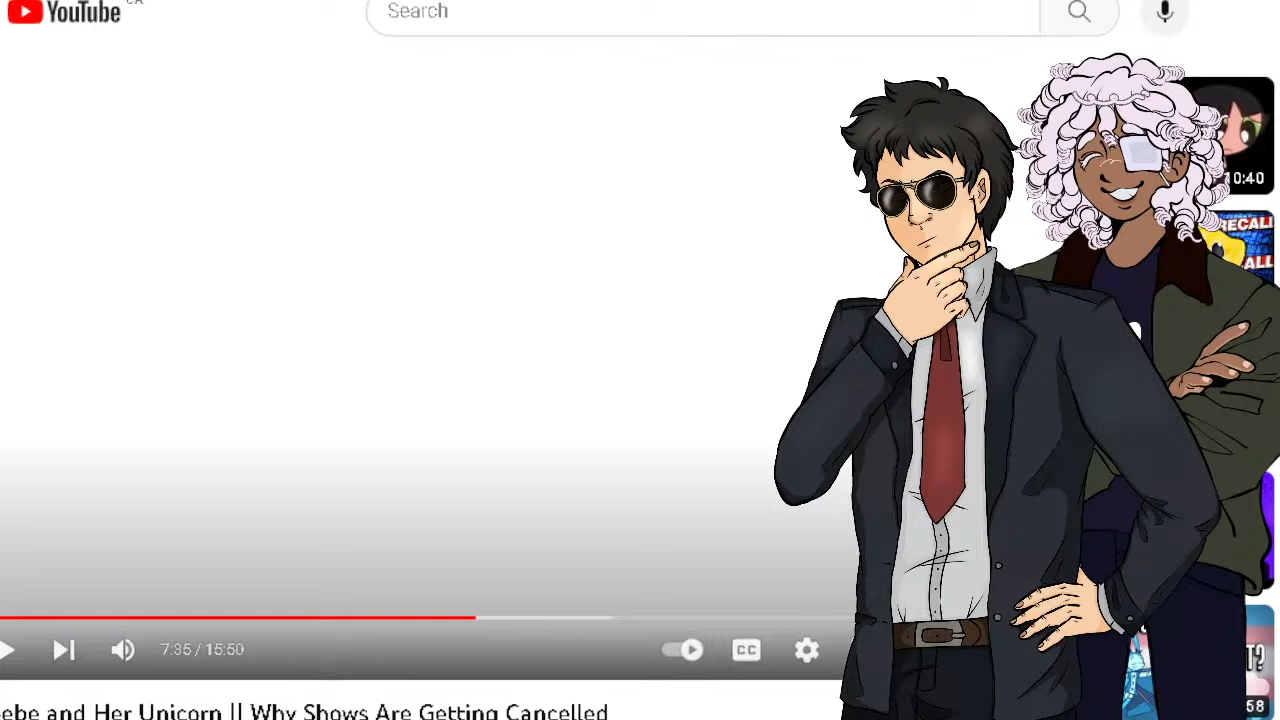 YouTube CA
Search
10:40
RECALL
ALL
CC
7:35 / 15:50
T?
58
ebe and Her Unicorn || Why Shows Are Getting Cancelled